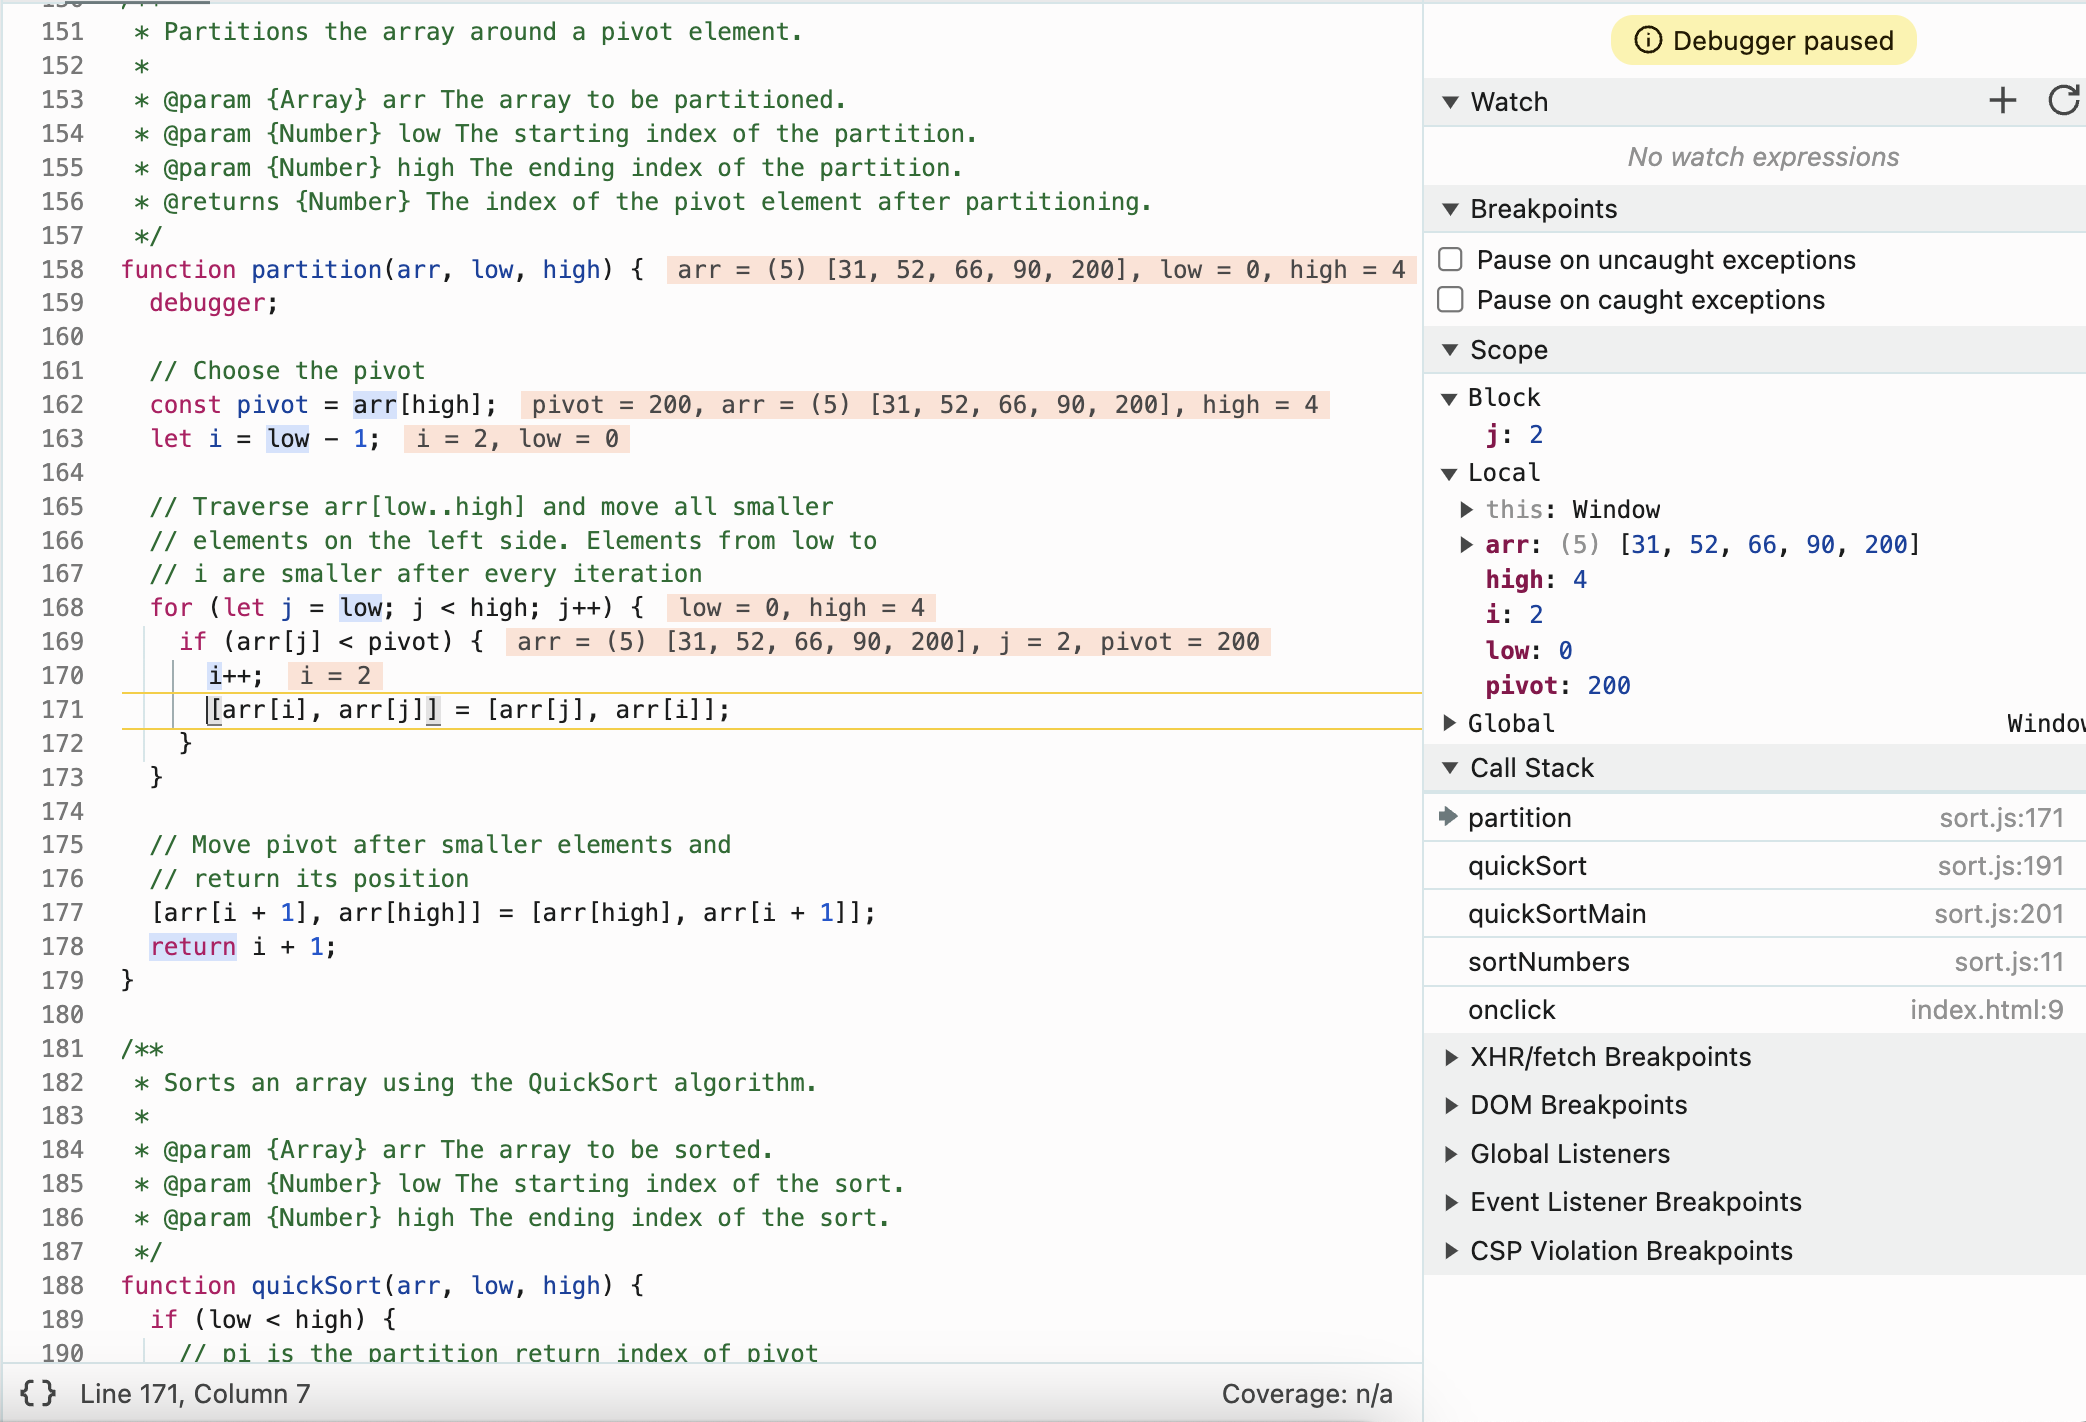 151 * Partitions the array around a pivot element.
152 *
153 * @param {Array} arr The array to be partitioned.
154 * @param {Number} low The starting index of the partition.
155 * @param {Number} high The ending index of the partition.
156 * @returns {Number} The index of the pivot element after partitioning.
157 */
158 function partition(arr, low, high) { arr = (5) [31, 52, 66, 90, 200], low = 0, high = 4
159 debugger;
160
161 // Choose the pivot
162 const pivot = arr[high]; pivot = 200, arr = (5) [31, 52, 66, 90, 200], high = 4
163 let i = low - 1; i = 2, low = 0
164
165 // Traverse arr[low..high] and move all smaller
166 // elements on the left side. Elements from low to
167 // i are smaller after every iteration
168 for (let j = low; j < high; j++) { low = 0, high = 4
169 if (arr[j] < pivot) { arr = (5) [31, 52, 66, 90, 200], j = 2, pivot = 200
170 i++; i = 2
171 [arr[i], arr[j]] = [arr[j], arr[i]];
172 }
173 }
174
175 // Move pivot after smaller elements and
176 // return its position
177 [arr[i + 1], arr[high]] = [arr[high], arr[i + 1]];
178 return i + 1;
179 }
180
181 /**
182 * Sorts an array using the QuickSort algorithm.
183 *
184 * @param {Array} arr The array to be sorted.
185 * @param {Number} low The starting index of the sort.
186 * @param {Number} high The ending index of the sort.
187 */
188 function quickSort(arr, low, high) {
189 if (low < high) {
190 // pi is the partition return index of pivot
{} Line 171, Column 7
Coverage: n/a
Debugger paused
Watch
No watch expressions
Breakpoints
Pause on uncaught exceptions
Pause on caught exceptions
Scope
Block
j: 2
Local
this: Window
arr: (5) [31, 52, 66, 90, 200]
high: 4
i: 2
low: 0
pivot: 200
Global
Call Stack
partition sort.js:171
quickSort sort.js:191
quickSortMain sort.js:201
sortNumbers sort.js:11
onclick index.html:9
XHR/fetch Breakpoints
DOM Breakpoints
Global Listeners
Event Listener Breakpoints
CSP Violation Breakpoints